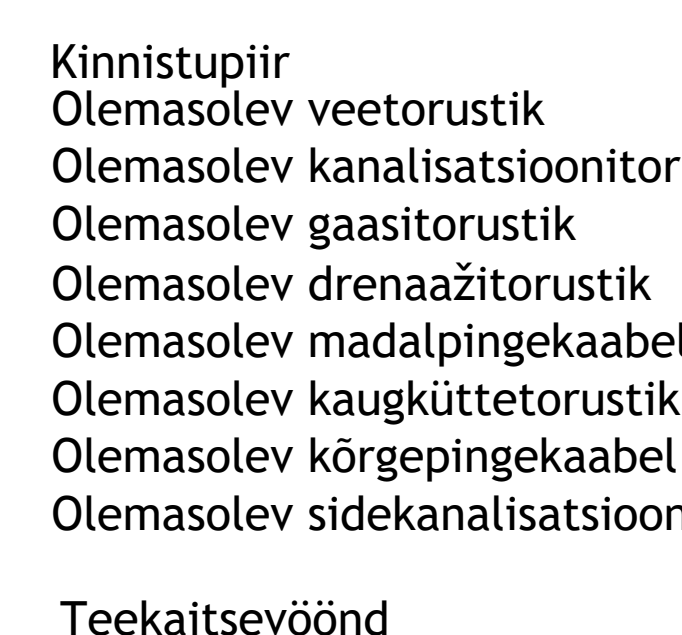 Kinnistupiir
Olemasolev veetorustik
Olemasolev kanalisatsioonitor
Olemasolev gaasitorustik
Olemasolev drenaažitorustik
Olemasolev madalpingekaabel
Olemasolev kaugküttetorustik
Olemasolev kõrgepingekaabel
Olemasolev sidekanalisatsioon
Teekaitsevöönd